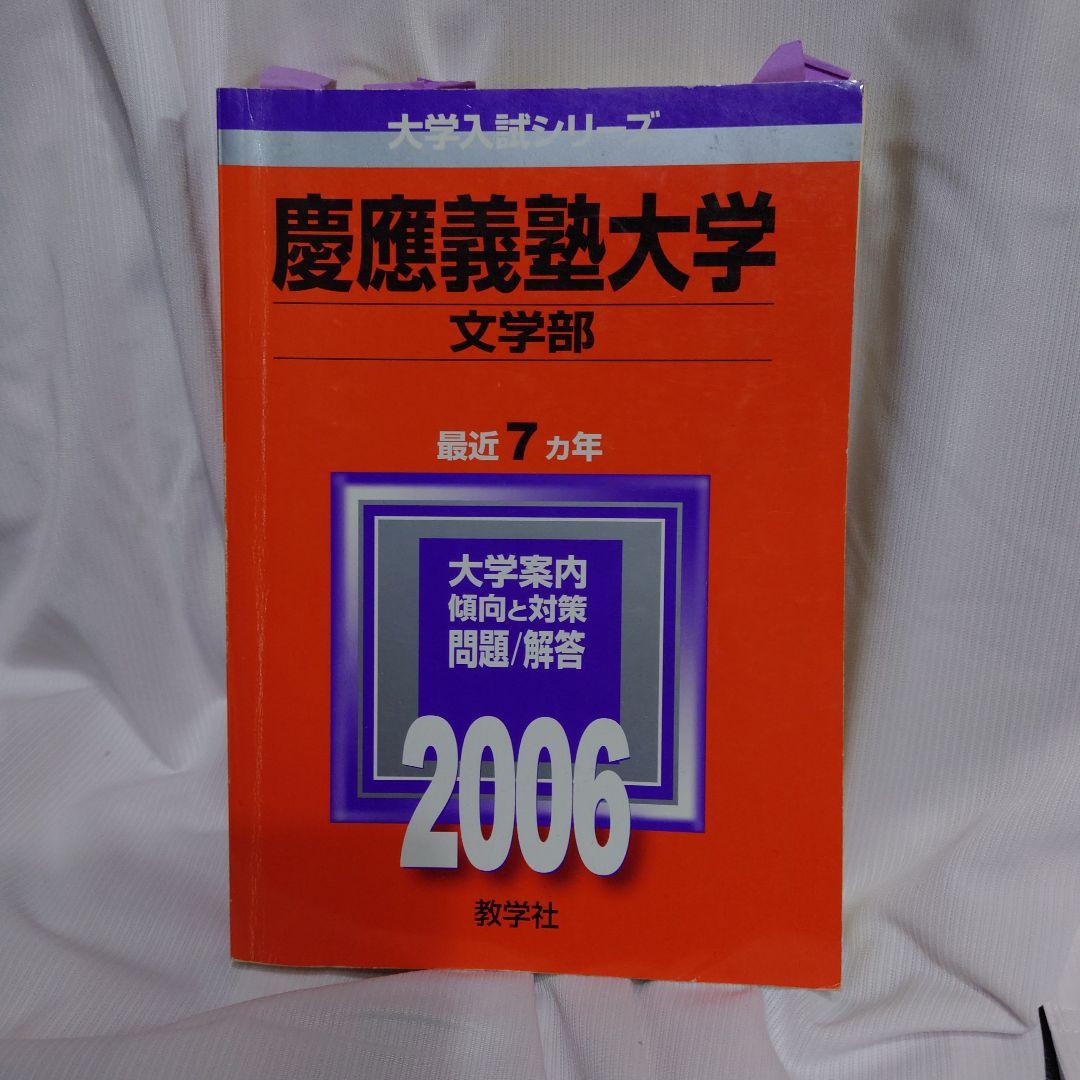 大学入試シリーズ
慶應義塾大学
文学部
最近7ヵ年
大学案内
傾向と対策
問題/解答
2006
教学社